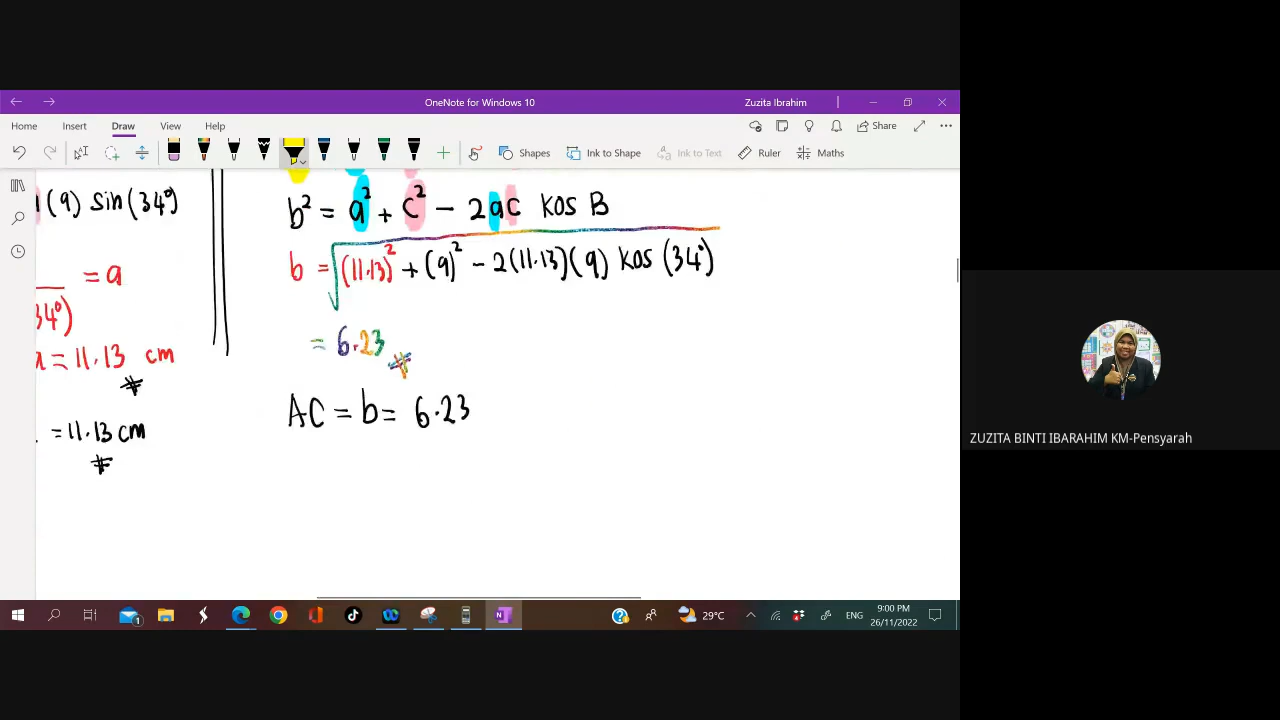 OneNote for Windows 10
Zuzita Ibrahim
Home Insert Draw View Help
Share
Shapes Ink to Shape Ink to Text Ruler Maths
(9) sin(34°)
= a
34°)
= 11.13 cm
= 11.13 cm
b² = a² + c² - 2ac kos B
b = √(11.13)² + (9)² - 2(11.13)(9) kos (34°)
= 6.23
AC = b = 6.23
ZUZITA BINTI IBARAHIM KM-Pensyarah
1
29°C
ENG
9:00 PM
26/11/2022